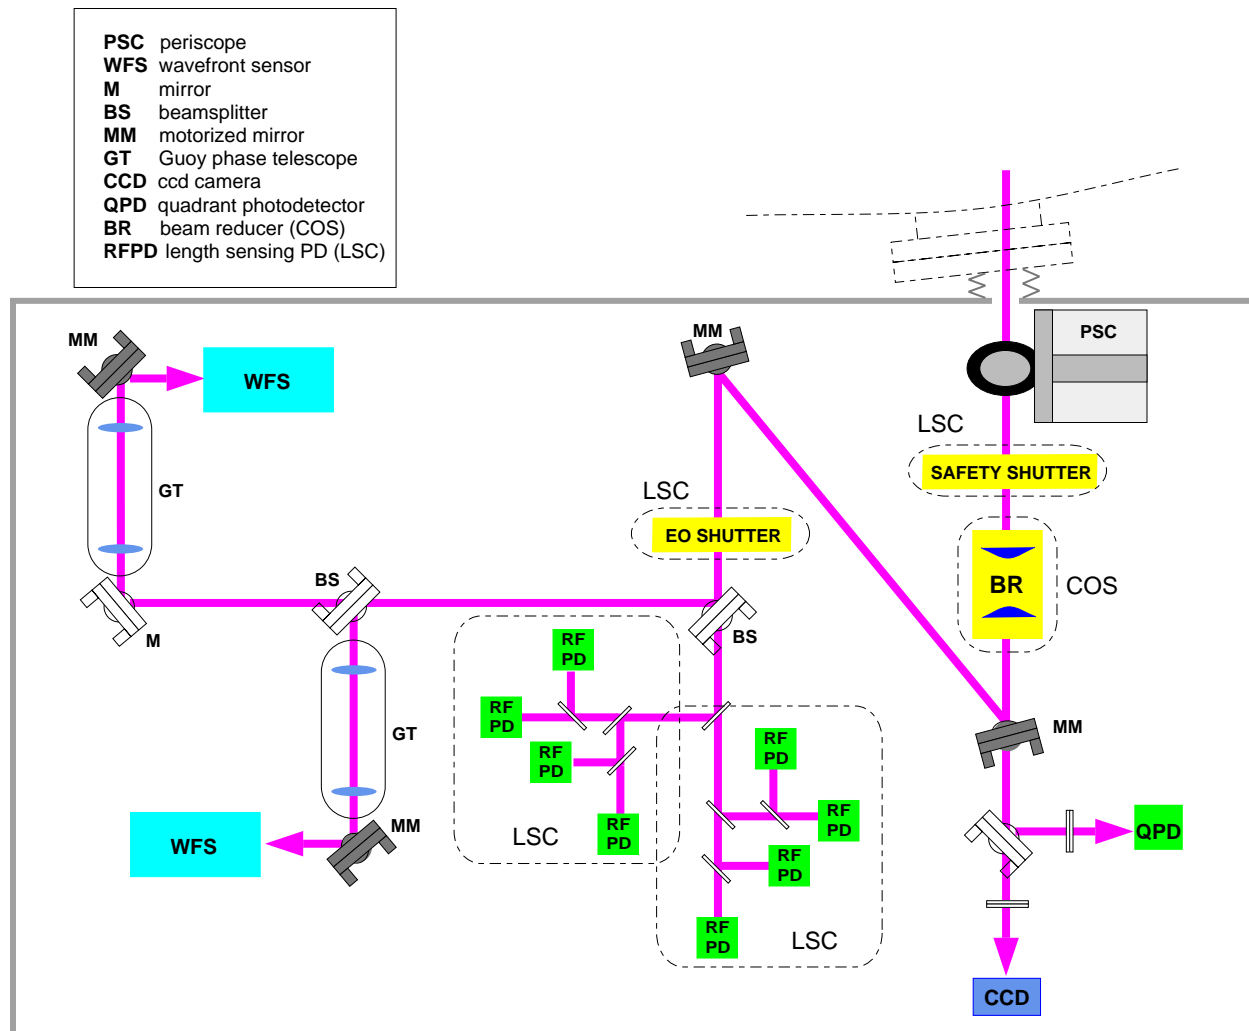 PSC periscope
WFS wavefront sensor
M mirror
BS beamsplitter
MM motorized mirror
GT Guoy phase telescope
CCD ccd camera
QPD quadrant photodetector
BR beam reducer (COS)
RFPD length sensing PD (LSC)
MM
WFS
GT
M
BS
GT
MM
WFS
MM
LSC
EO SHUTTER
BS
RF
PD
RF
PD
RF
PD
RF
PD
LSC
RF
PD
RF
PD
RF
PD
RF
PD
LSC
PSC
LSC
SAFETY SHUTTER
BR
COS
MM
QPD
CCD